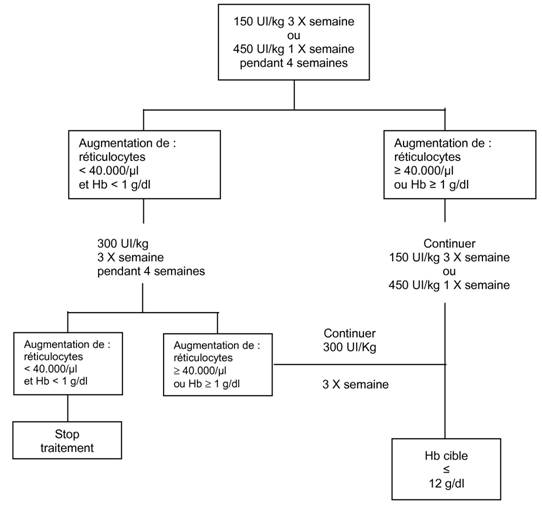 150 UI/kg 3 X semaine
ou
450 UI/kg 1 X semaine
pendant 4 semaines
Augmentation de :
réticulocytes
< 40.000/µl
et Hb < 1 g/dl
Augmentation de :
réticulocytes
≥ 40.000/µl
ou Hb ≥ 1 g/dl
300 UI/kg
3 X semaine
pendant 4 semaines
Continuer
150 UI/kg 3 X semaine
ou
450 UI/kg 1 X semaine
Augmentation de :
réticulocytes
< 40.000/µl
et Hb < 1 g/dl
Augmentation de :
réticulocytes
≥ 40.000/µl
ou Hb ≥ 1 g/dl
Continuer
300 UI/Kg
3 X semaine
Stop
traitement
Hb cible
≤
12 g/dl